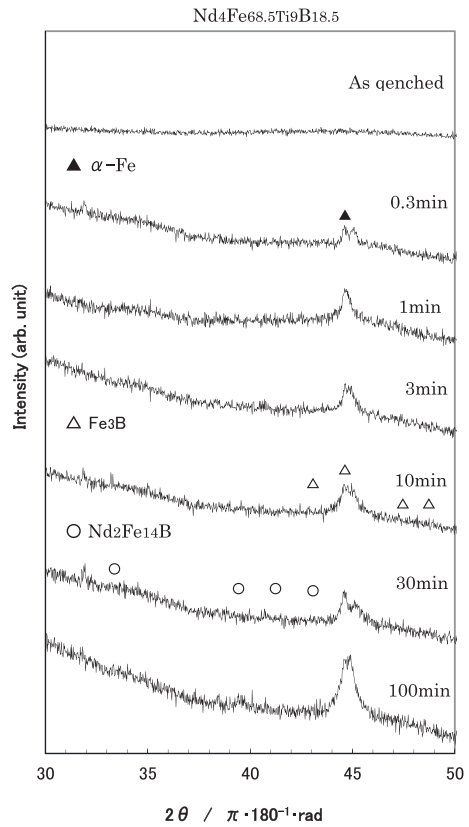 Nd4Fe68.5Ti9B18.5
As qenched
▲ α-Fe
0.3min
▲
1min
3min
△ Fe3B
10min
△ △ △ △
○ Nd2Fe14B
30min
○ ○ ○ ○
100min
Intensity (arb. unit)
30 35 40 45 50
2θ / π・180⁻¹・rad